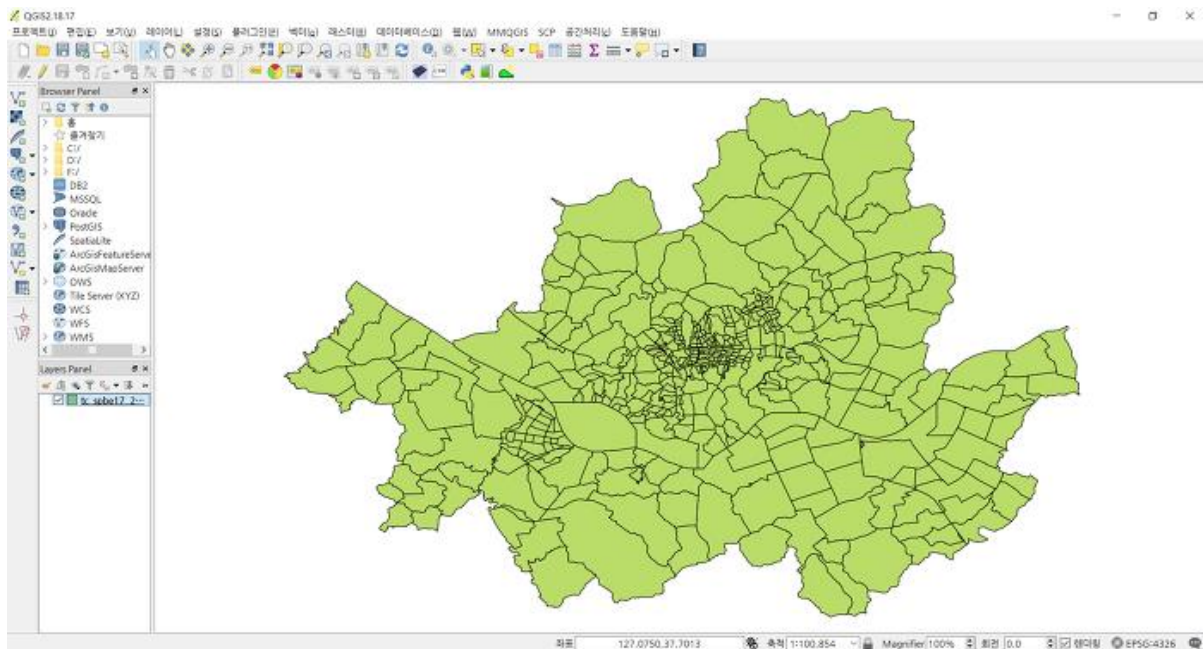 QGIS2.18.17
프로젝트(J) 편집(E) 보기(V) 레이어(L) 설정(S) 플러그인(P) 벡터(o) 래스터(R) 데이터베이스(D) 웹(W) MMQGIS SCP 공간처리(c) 도움말(H)
Browser Panel
홈
즐겨찾기
C:/
D:/
F:/
DB2
MSSQL
Oracle
PostGIS
SpatiaLite
ArcGisFeatureServe
ArcGisMapServer
OWS
Tile Server (XYZ)
WCS
WFS
WMS
Layers Panel
tc_spbe17_2...
좌표 127.0750,37.7013 축척 1:100,854 Magnifier 100% 회전 0.0 렌더링 EPSG:4326